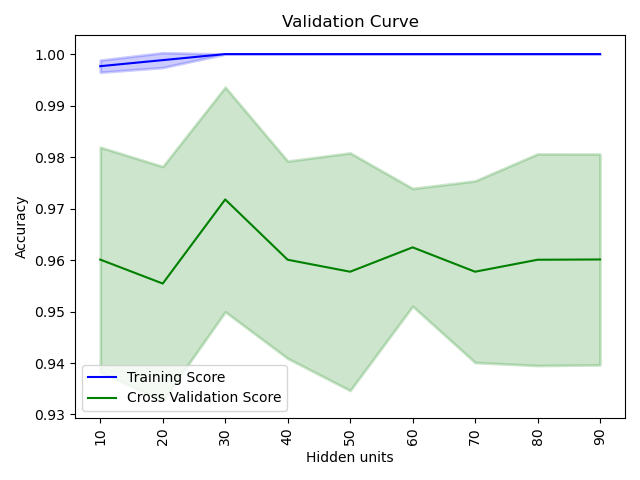 Validation Curve
1.00
0.99
0.98
0.97
0.96
0.95
0.94
0.93
Accuracy
Training Score
Cross Validation Score
10 20 30 40 50 60 70 80 90
Hidden units